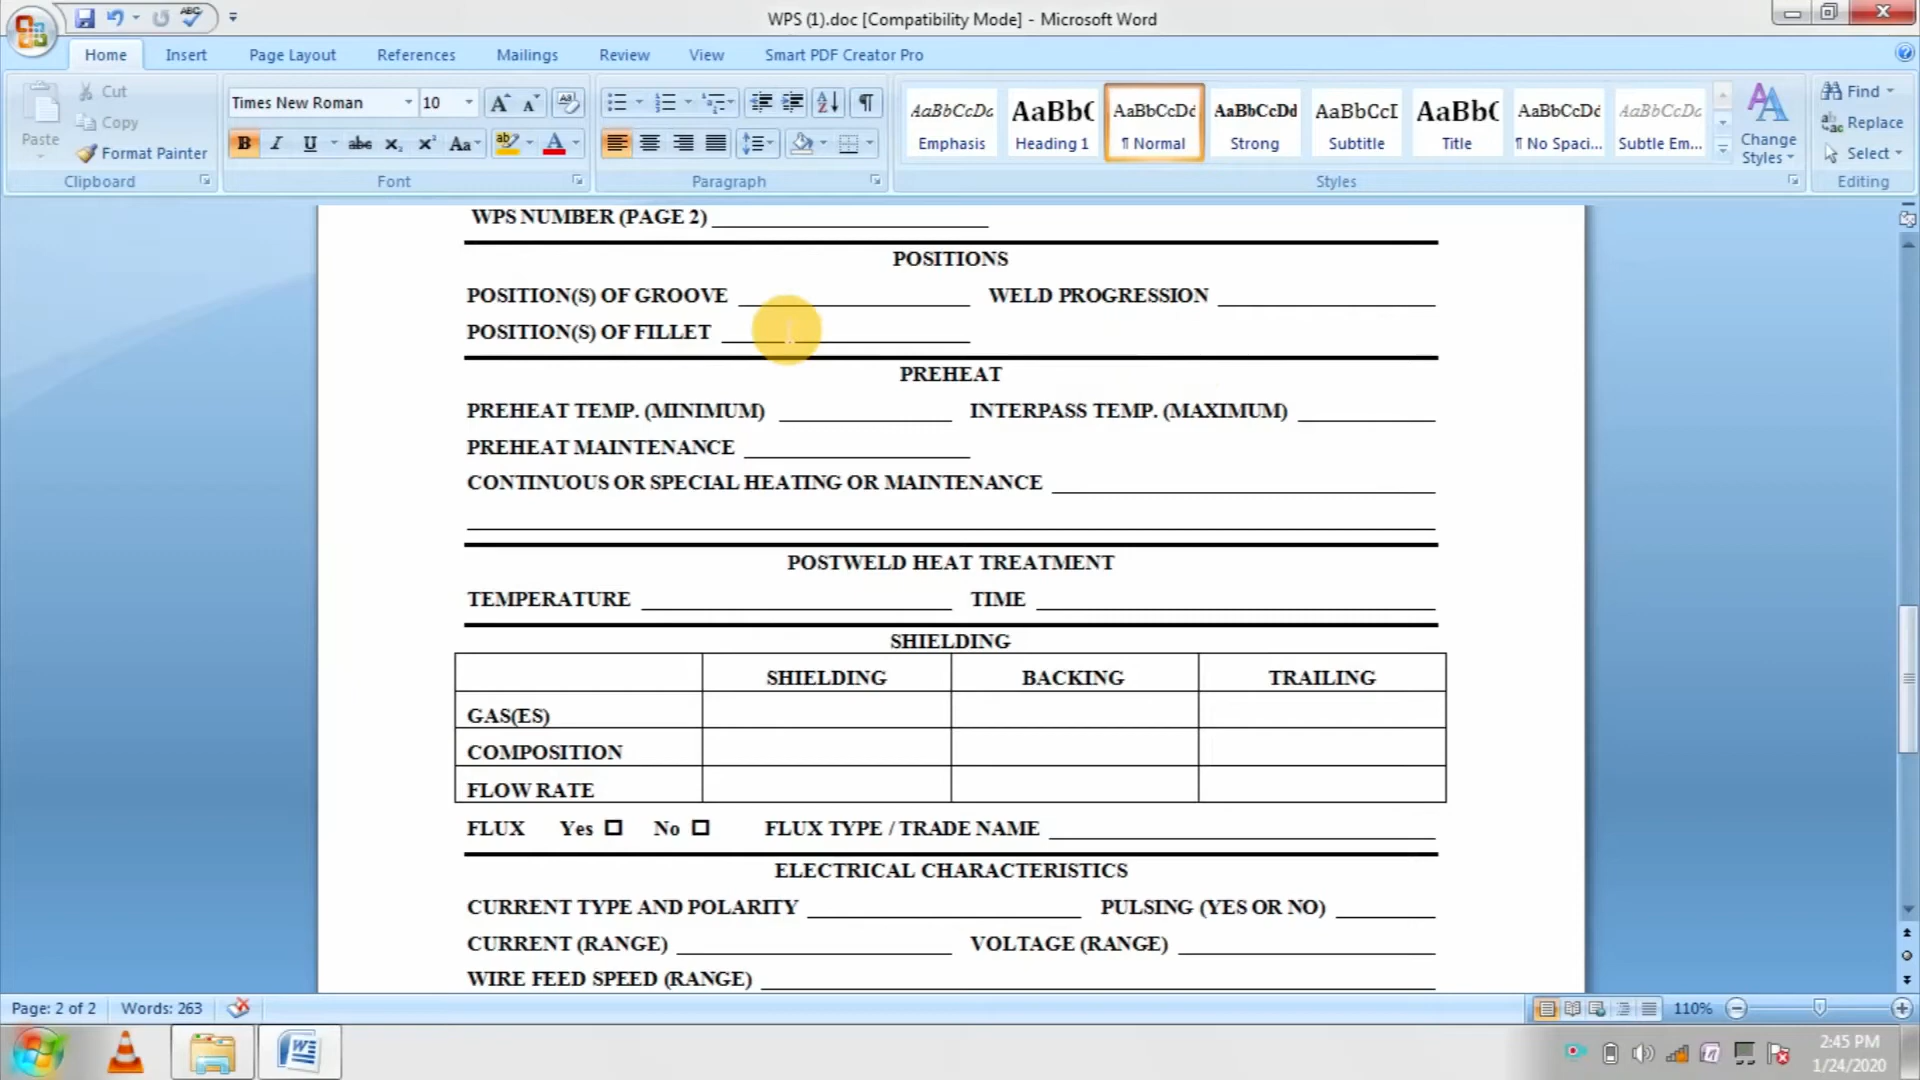 WPS (1).doc [Compatibility Mode] - Microsoft Word
Home Insert Page Layout References Mailings Review View Smart PDF Creator Pro
Paste Cut Copy Format Painter Clipboard
Times New Roman 10
B I U abc x₂ x² Aa
Font
Paragraph
AaBbCcDc AaBb( AaBbCcDc AaBbCcDd AaBbCcI AaBb( AaBbCcDc AaBbCcDc
Emphasis Heading 1 ¶ Normal Strong Subtitle Title ¶ No Spaci... Subtle Em...
Styles
Change Styles
Find
Replace
Select
Editing
WPS NUMBER (PAGE 2)
POSITIONS
POSITION(S) OF GROOVE WELD PROGRESSION
POSITION(S) OF FILLET
PREHEAT
PREHEAT TEMP. (MINIMUM) INTERPASS TEMP. (MAXIMUM)
PREHEAT MAINTENANCE
CONTINUOUS OR SPECIAL HEATING OR MAINTENANCE
POSTWELD HEAT TREATMENT
TEMPERATURE TIME
SHIELDING
SHIELDING BACKING TRAILING
GAS(ES)
COMPOSITION
FLOW RATE
FLUX Yes ☐ No ☐ FLUX TYPE / TRADE NAME
ELECTRICAL CHARACTERISTICS
CURRENT TYPE AND POLARITY PULSING (YES OR NO)
CURRENT (RANGE) VOLTAGE (RANGE)
WIRE FEED SPEED (RANGE)
Page: 2 of 2 Words: 263 110%
2:45 PM
1/24/2020